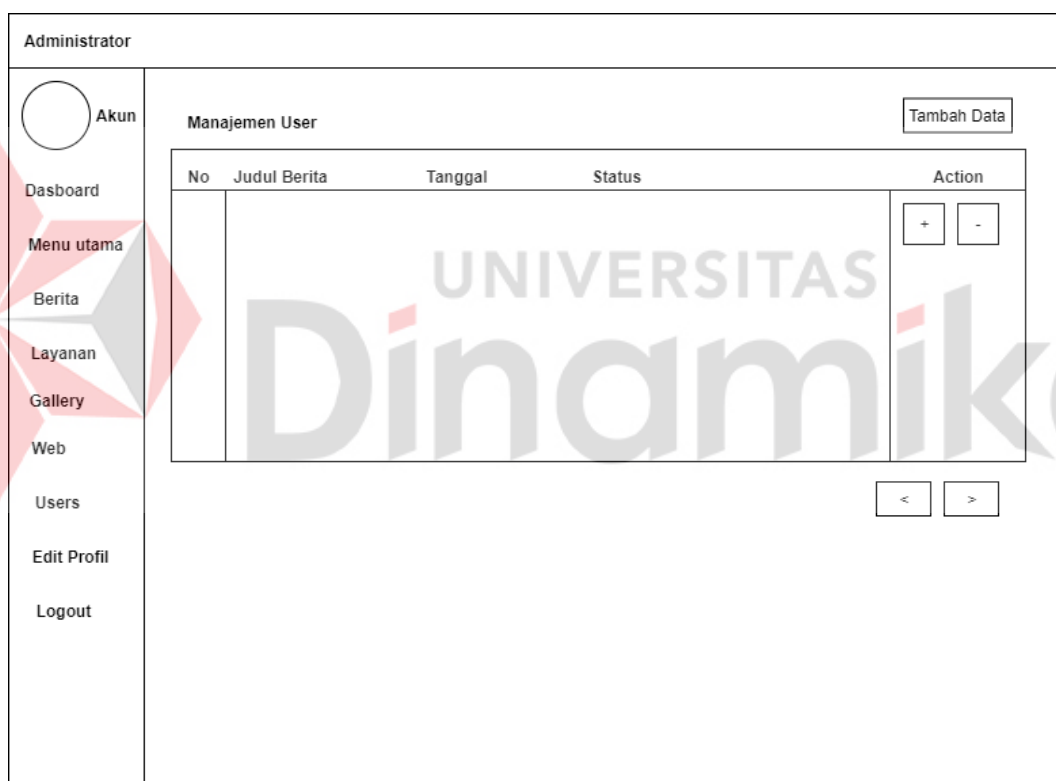 Administrator
Akun
Dasboard
Menu utama
Berita
Layanan
Gallery
Web
Users
Edit Profil
Logout
Manajemen User
Tambah Data
No Judul Berita Tanggal Status Action
+ -
< >
UNIVERSITAS
Dinamika